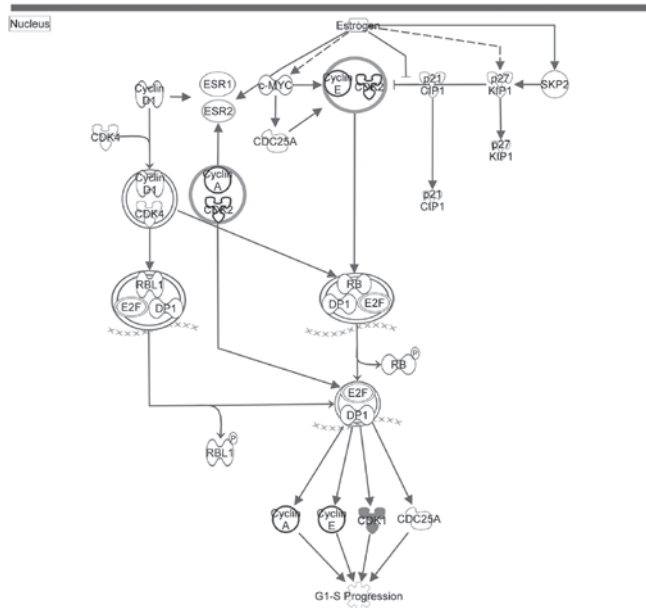 Nucleus
Estrogen
ESR1
ESR2
c-MYC
Cyclin
E
CDK2
p21
CIP1
p27
KIP1
SKP2
Cyclin
D1
CDK4
CDC25A
p27
KIP1
p21
CIP1
Cyclin
D1
CDK4
Cyclin
A
CDK2
RBL1
E2F
DP1
RB
DP1
E2F
P
RB
E2F
DP1
P
RBL1
Cyclin
A
Cyclin
E
CDK1
CDC25A
G1-S Progression